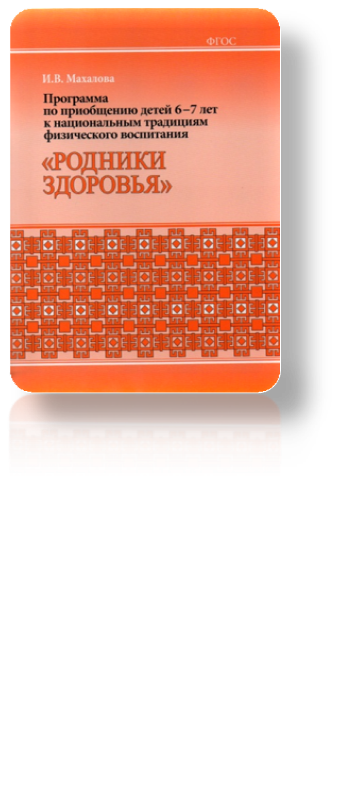 ФГОС
И.В. Махалова
Программа
по приобщению детей 6–7 лет
к национальным традициям
физического воспитания
«РОДНИКИ
ЗДОРОВЬЯ»